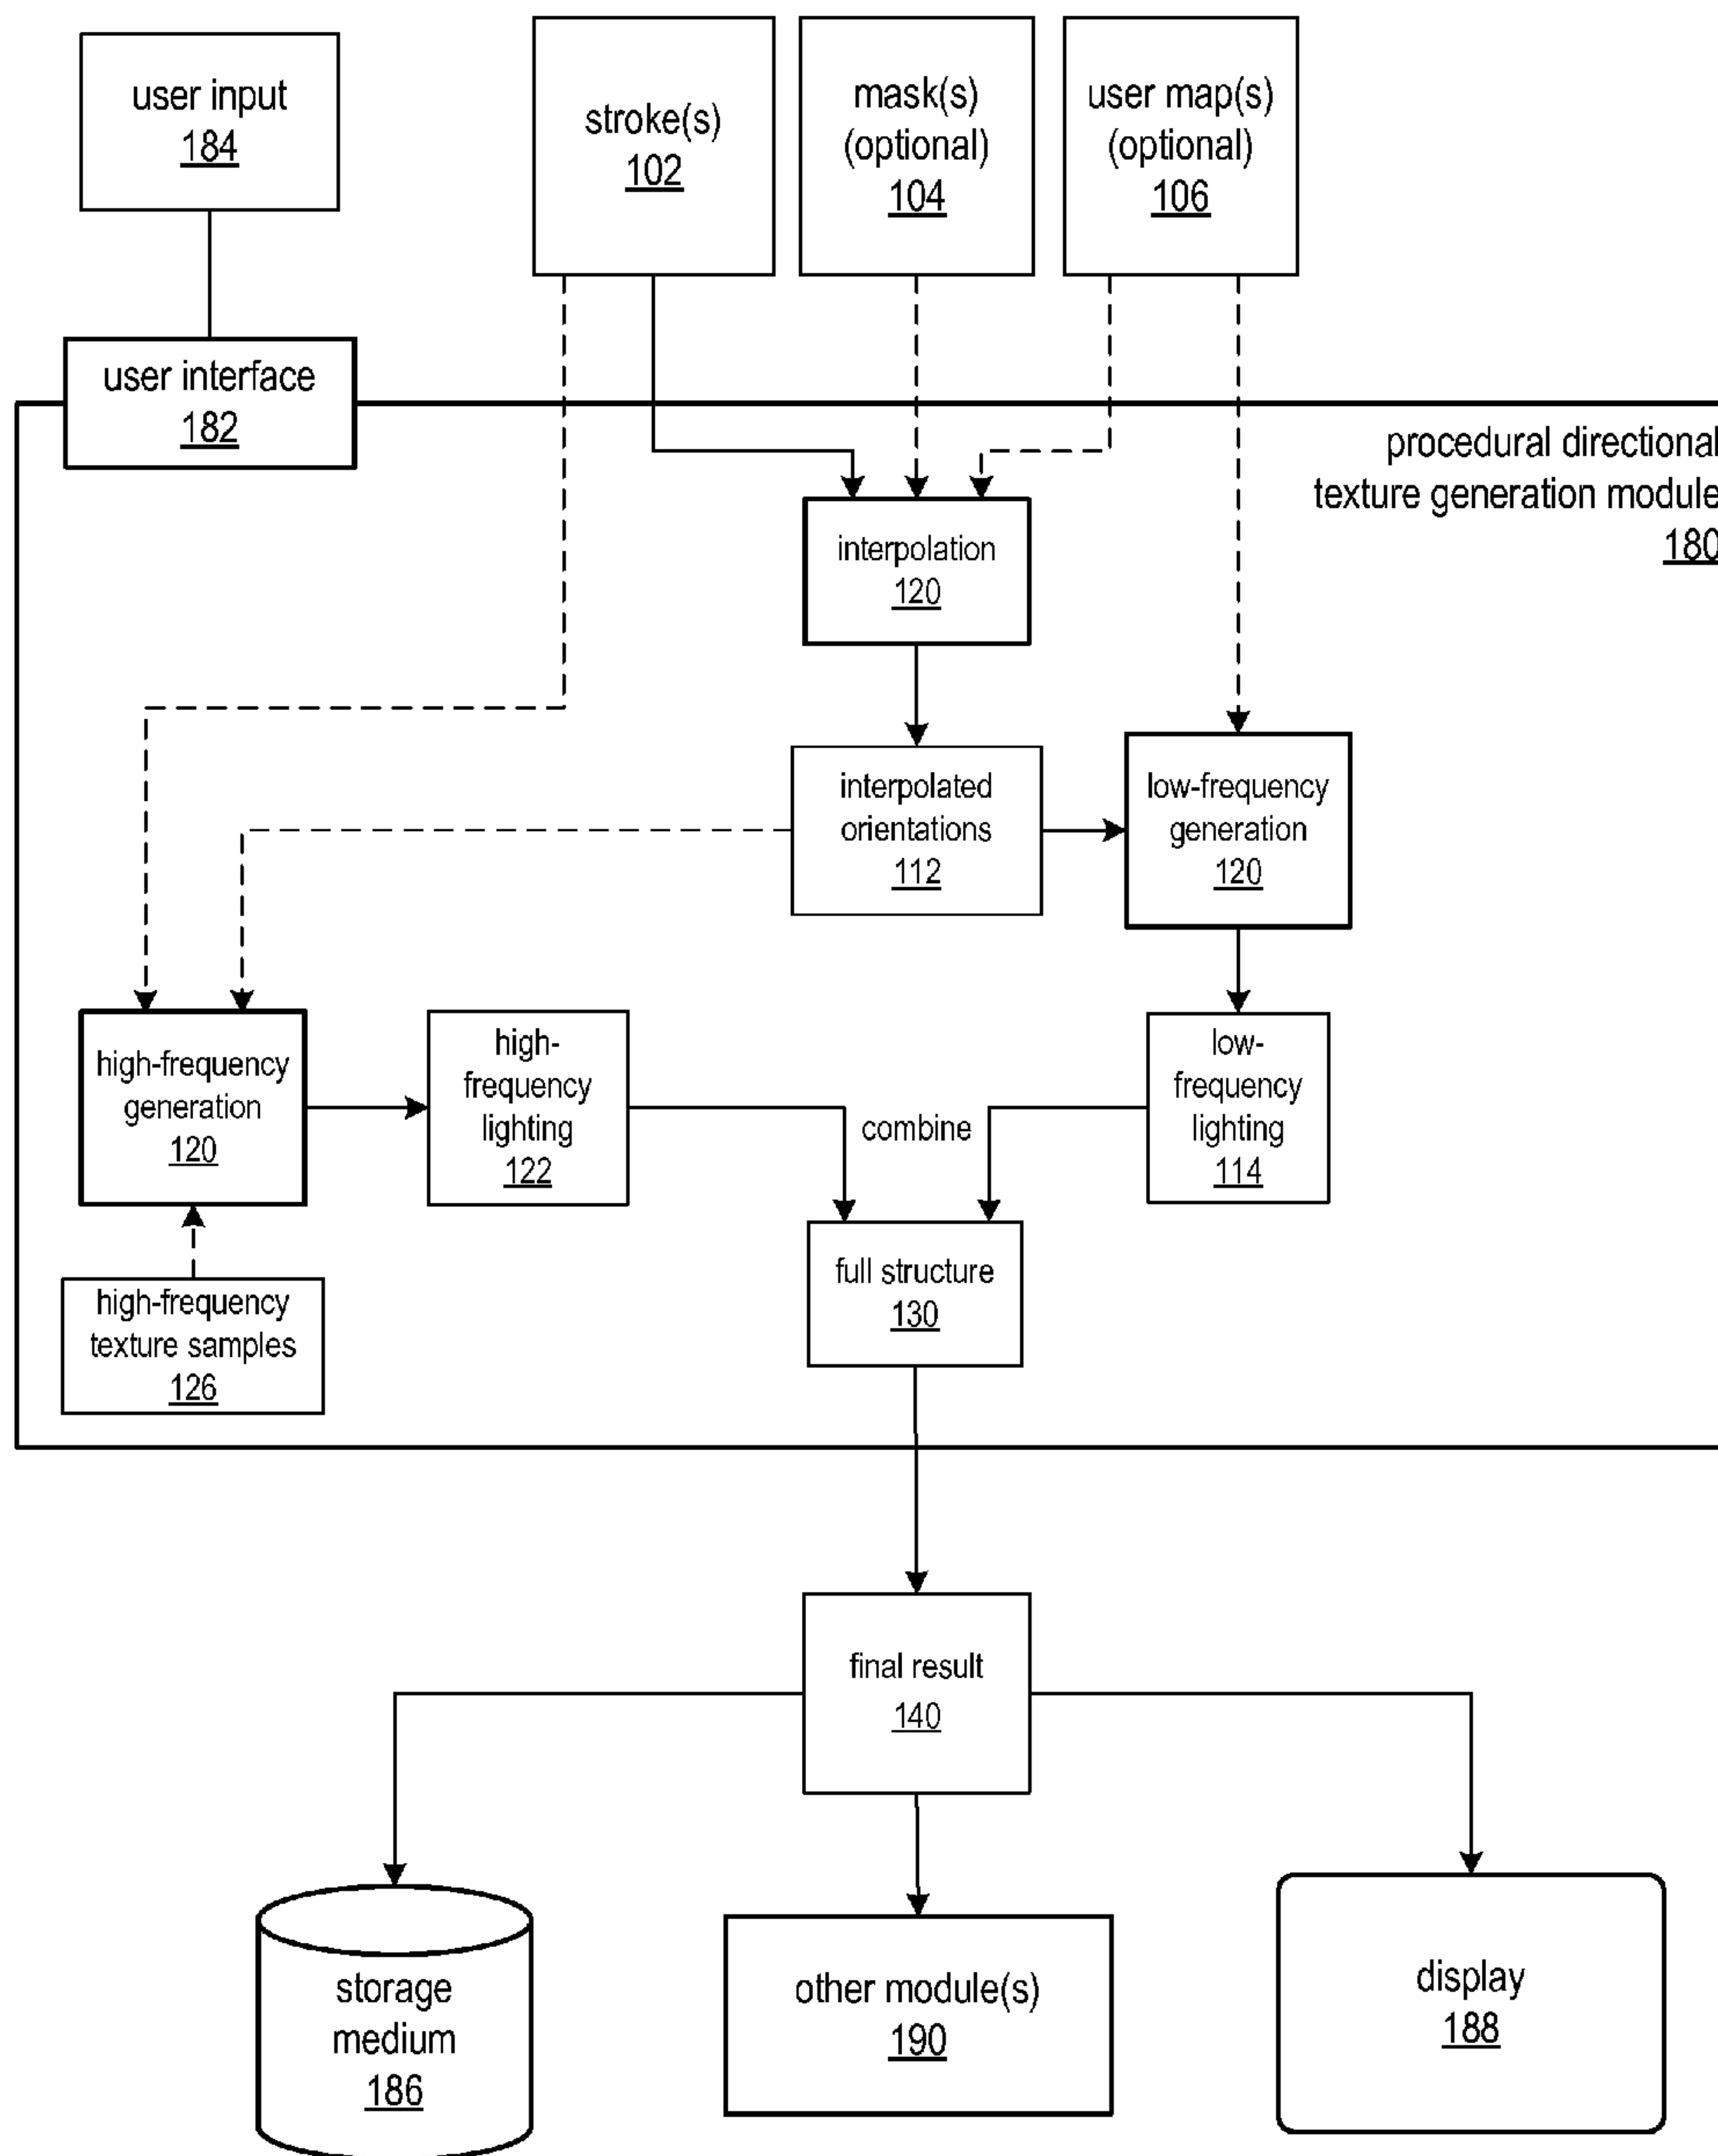 user input
184
stroke(s)
102
mask(s)
(optional)
104
user map(s)
(optional)
106
user interface
182
procedural directional
texture generation module
180
interpolation
120
interpolated
orientations
112
low-frequency
generation
120
high-frequency
generation
120
high-
frequency
lighting
122
combine
low-
frequency
lighting
114
high-frequency
texture samples
126
full structure
130
final result
140
storage
medium
186
other module(s)
190
display
188